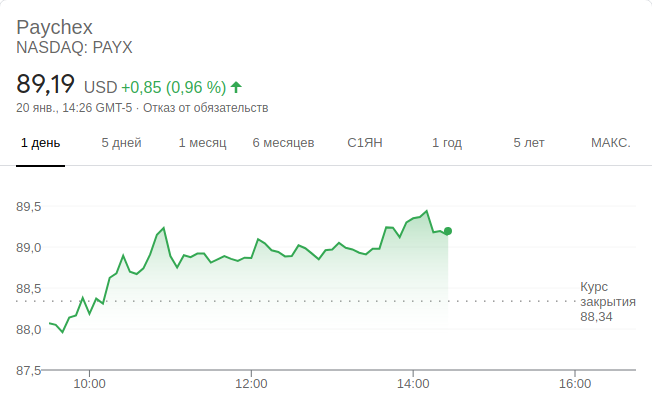 Paychex
NASDAQ: PAYX
89,19 USD +0,85 (0,96 %)
20 янв., 14:26 GMT-5 · Отказ от обязательств
1 день 5 дней 1 месяц 6 месяцев С1ЯН 1 год 5 лет МАКС.
89,5
89,0
88,5
88,0
87,5
Курс
закрытия
88,34
10:00 12:00 14:00 16:00